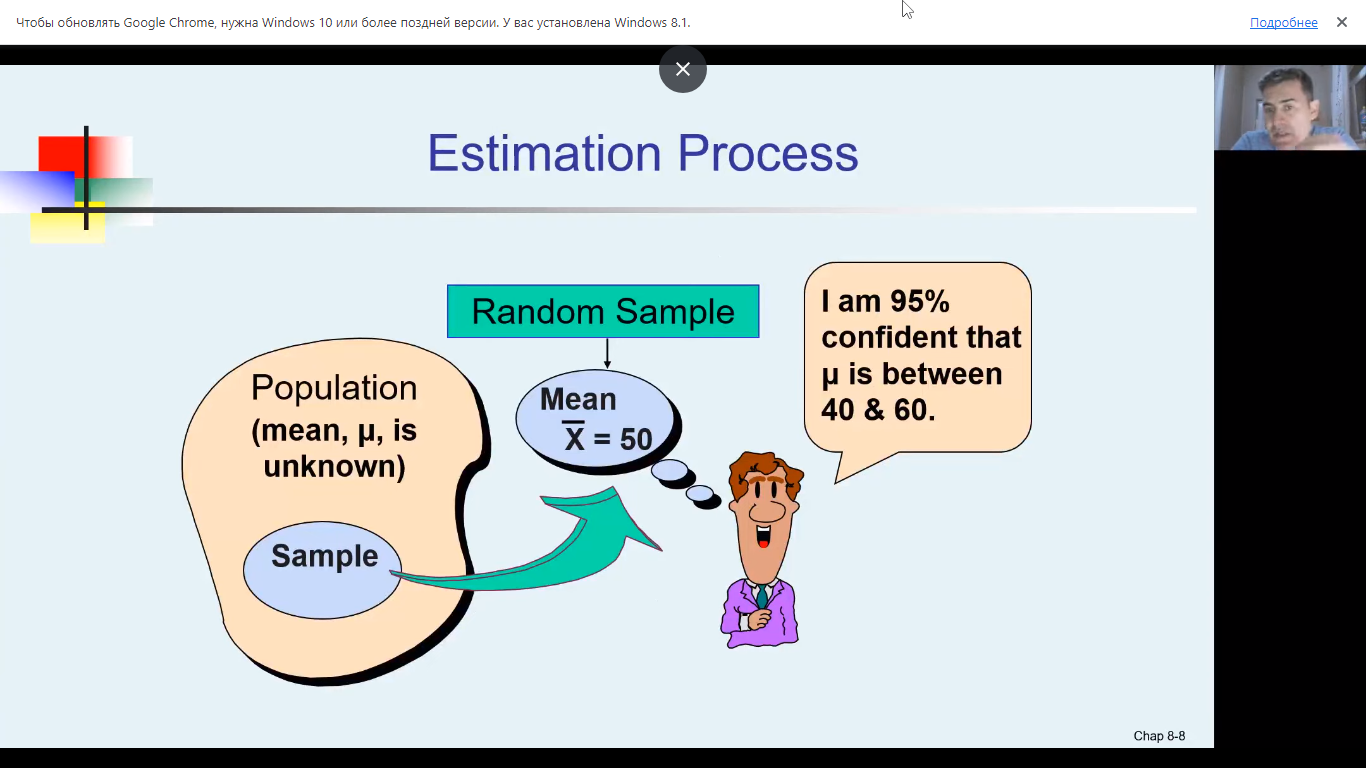 Чтобы обновлять Google Chrome, нужна Windows 10 или более поздней версии. У вас установлена Windows 8.1.
Подробнее
Estimation Process
Random Sample
I am 95%
confident that
μ is between
40 & 60.
Population
(mean, μ, is
unknown)
Mean
X̅ = 50
Sample
Chap 8-8